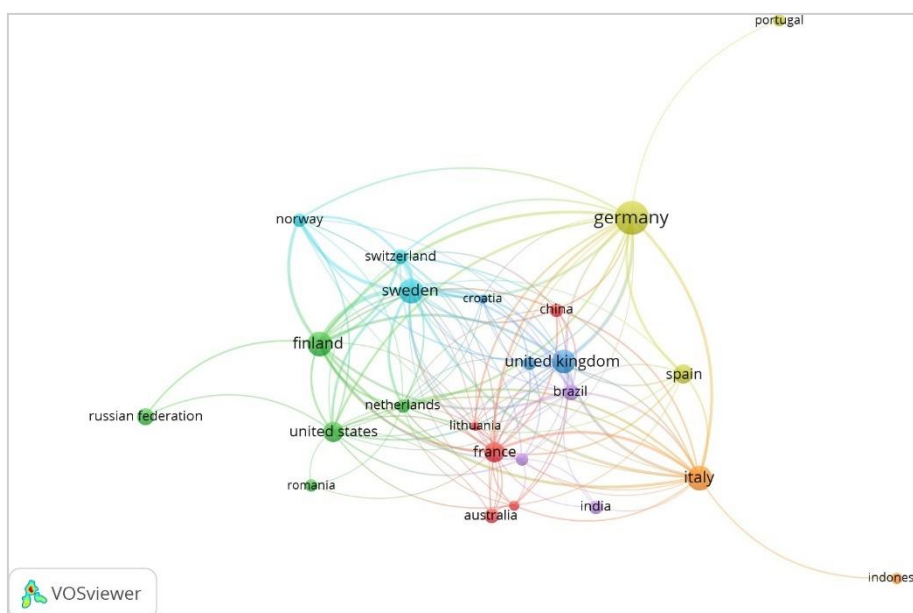 portugal
germany
norway
switzerland
sweden
croatia
china
finland
united kingdom
spain
brazil
netherlands
russian federation
lithuania
united states
france
italy
romania
india
australia
indones
VOSviewer